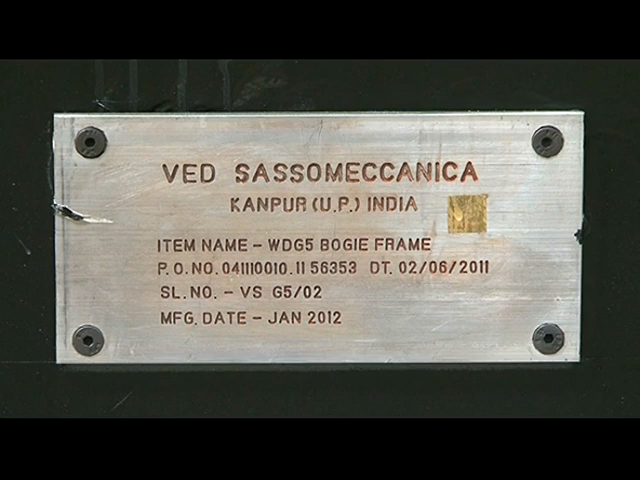 VED SASSOMECCANICA
KANPUR (U.P.) INDIA
ITEM NAME - WDG5 BOGIE FRAME
P.O.NO. 041110010.11 56353 DT. 02/06/2011
SL.NO. - VS G5/02
MFG. DATE - JAN 2012